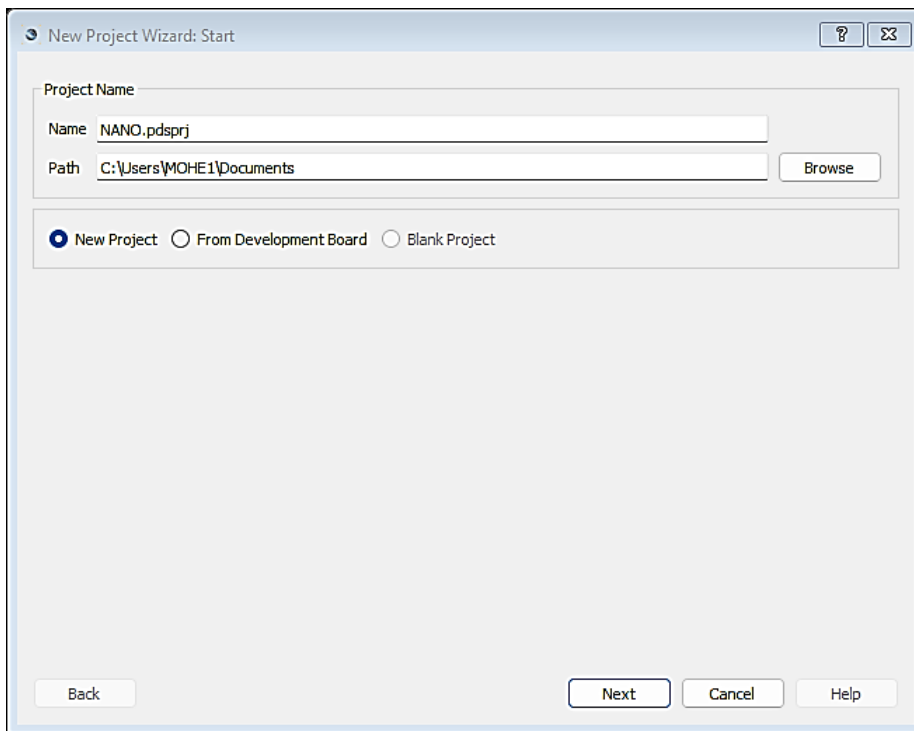 New Project Wizard: Start
Project Name
Name NANO.pdsprj
Path C:\Users\MOHE1\Documents Browse
New Project From Development Board Blank Project
Back Next Cancel Help